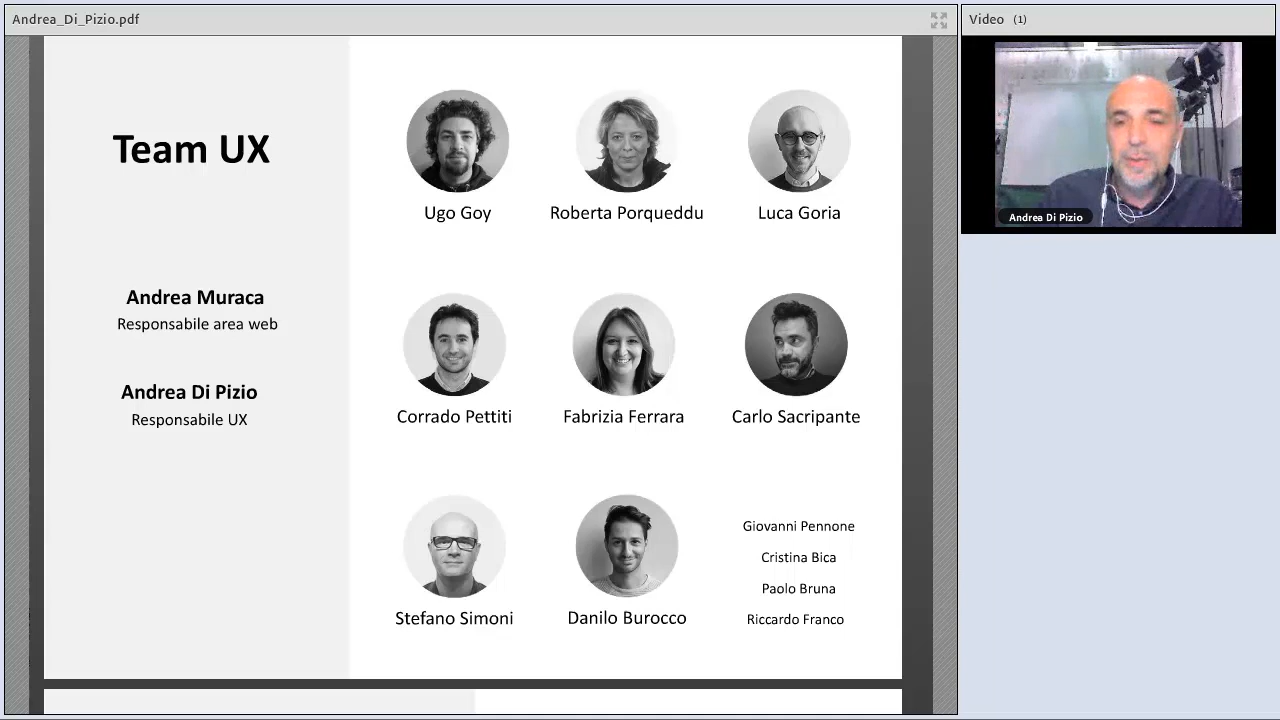 Andrea_Di_Pizio.pdf
Team UX
Andrea Muraca
Responsabile area web
Andrea Di Pizio
Responsabile UX
Ugo Goy
Roberta Porqueddu
Luca Goria
Corrado Pettiti
Fabrizia Ferrara
Carlo Sacripante
Stefano Simoni
Danilo Burocco
Giovanni Pennone
Cristina Bica
Paolo Bruna
Riccardo Franco
Video (1)
Andrea Di Pizio